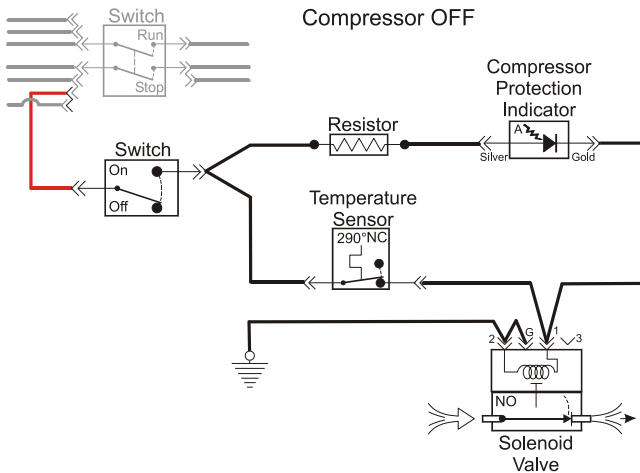 Compressor OFF
Switch
Run
Stop
Compressor
Protection
Indicator
A
Silver
Gold
Resistor
Switch
On
Off
Temperature
Sensor
290°NC
2
G
1
3
NO
Solenoid
Valve